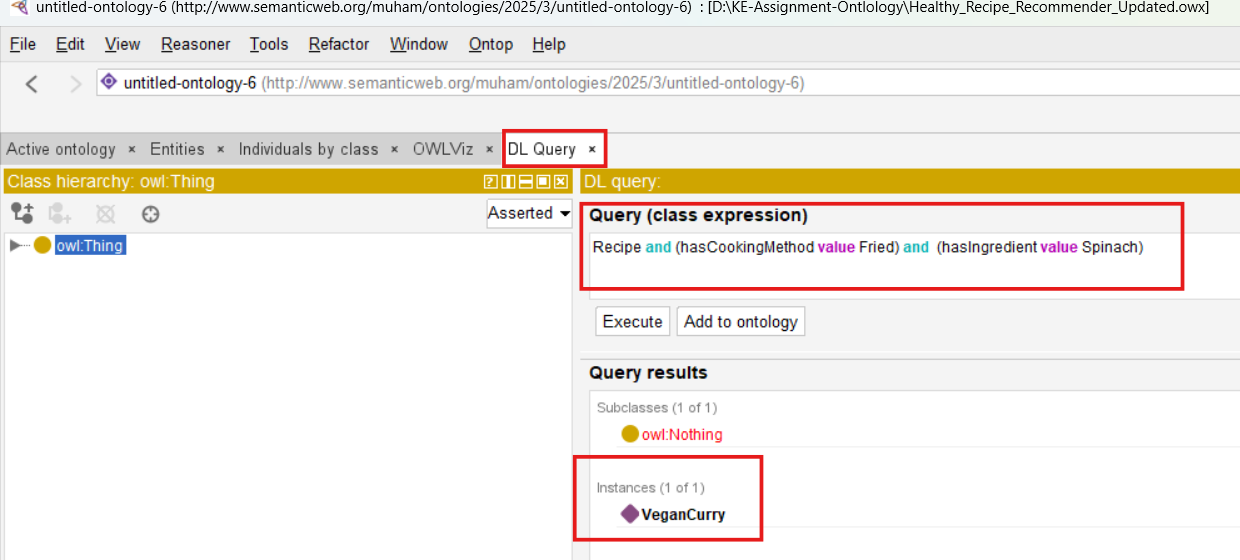 untitled-ontology-6 (http://www.semanticweb.org/muham/ontologies/2025/3/untitled-ontology-6) : [D:\KE-Assignment-Ontlology\Healthy_Recipe_Recommender_Updated.owx]
File Edit View Reasoner Tools Refactor Window Ontop Help
untitled-ontology-6 (http://www.semanticweb.org/muham/ontologies/2025/3/untitled-ontology-6)
Active ontology × Entities × Individuals by class × OWLViz × DL Query ×
Class hierarchy: owl:Thing
Asserted
owl:Thing
DL query:
Query (class expression)
Recipe and (hasCookingMethod value Fried) and (hasIngredient value Spinach)
Execute Add to ontology
Query results
Subclasses (1 of 1)
owl:Nothing
Instances (1 of 1)
VeganCurry